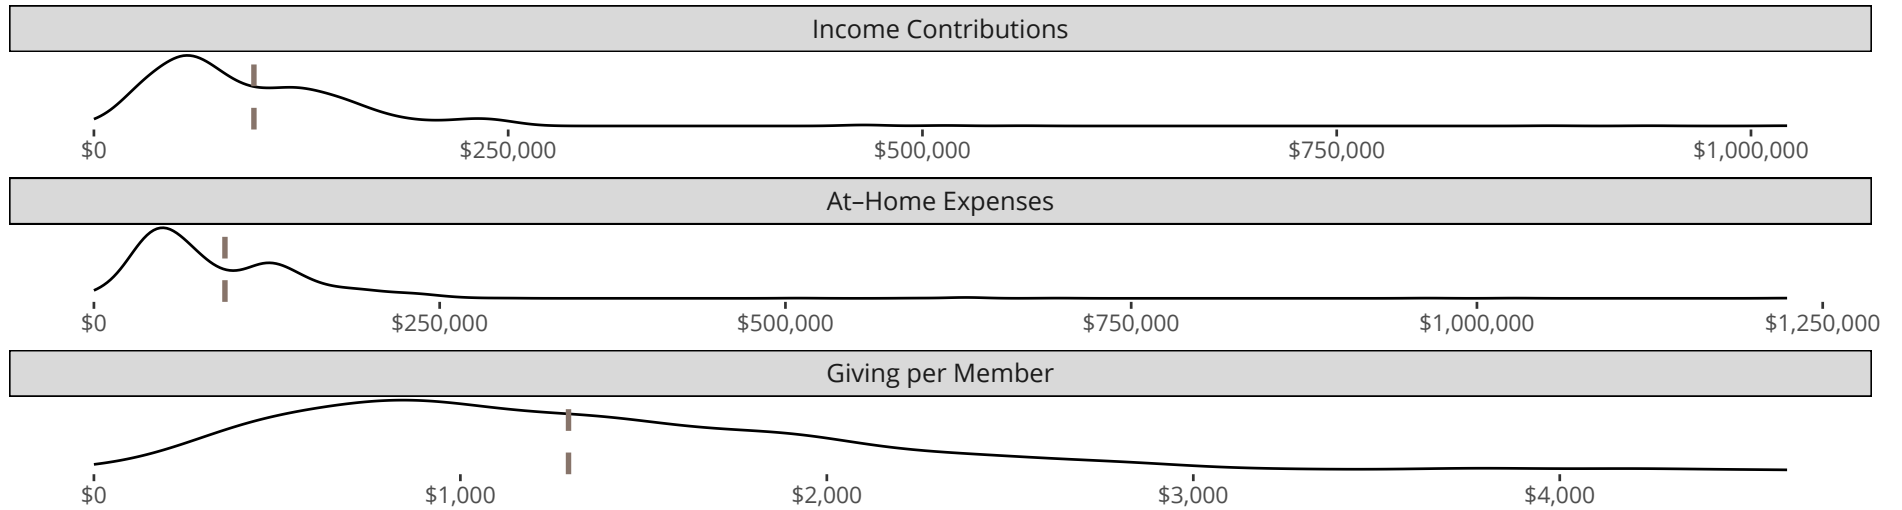 Income Contributions
$0 $250,000 $500,000 $750,000 $1,000,000
At–Home Expenses
$0 $250,000 $500,000 $750,000 $1,000,000 $1,250,000
Giving per Member
$0 $1,000 $2,000 $3,000 $4,000